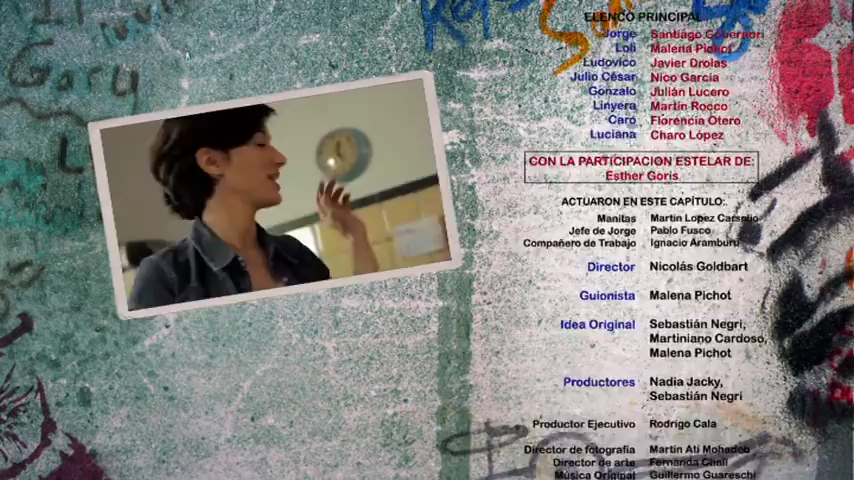 Gary
ELENCO PRINCIPAL
Jorge Santiago Gobernori
Loli Malena Pichot
Ludovico Javier Drolas
Julio César Nico García
Gonzalo Julián Lucero
Linyera Martín Rocco
Caro Florencia Otero
Luciana Charo López
CON LA PARTICIPACION ESTELAR DE:
Esther Goris
ACTUARON EN ESTE CAPÍTULO:
Manitas Martín Lopez Carsolio
Jefe de Jorge Pablo Fusco
Compañero de Trabajo Ignacio Aramburu
Director Nicolás Goldbart
Guionista Malena Pichot
Idea Original Sebastián Negri,
Martiniano Cardoso,
Malena Pichot
Productores Nadia Jacky,
Sebastián Negri
Productor Ejecutivo Rodrigo Cala
Director de fotografía Martín Ati Mohadeb
Director de arte Fernanda Chali
Música Original Guillermo Guareschi